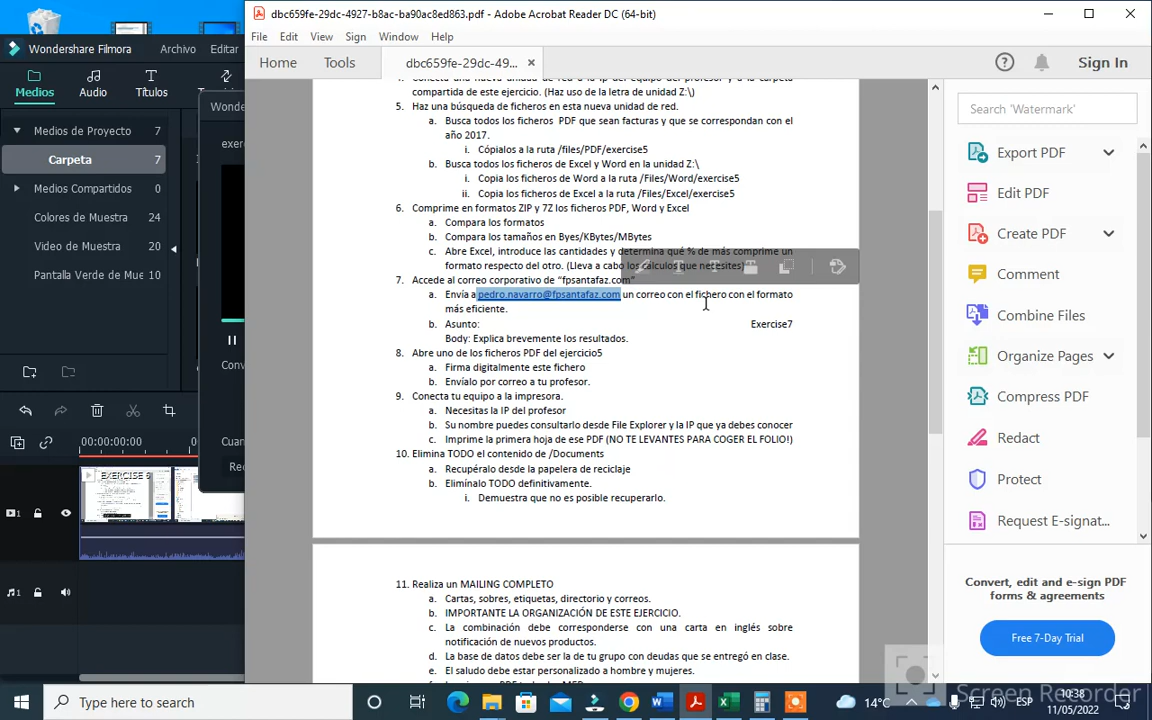 dbc659fe-29dc-4927-b8ac-ba90ac8ed863.pdf - Adobe Acrobat Reader DC (64-bit)
Wondershare Filmora
Archivo
Editar
File Edit View Sign Window Help
Home
Tools
dbc659fe-29dc-49...
Sign In
Medios
Audio
Títulos
Medios de Proyecto 7
Carpeta 7
Medios Compartidos 0
Colores de Muestra 24
Video de Muestra 20
Pantalla Verde de Mue 10
00:00:00:00
EXERCISE 6
compartida de este ejercicio. (Haz uso de la letra de unidad Z:\)
5. Haz una búsqueda de ficheros en esta nueva unidad de red.
a. Busca todos los ficheros PDF que sean facturas y que se correspondan con el
año 2017.
i. Cópialos a la ruta /files/PDF/exercise5
b. Busca todos los ficheros de Excel y Word en la unidad Z:\
i. Copia los ficheros de Word a la ruta /Files/Word/exercise5
ii. Copia los ficheros de Excel a la ruta /Files/Excel/exercise5
6. Comprime en formatos ZIP y 7Z los ficheros PDF, Word y Excel
a. Compara los formatos
b. Compara los tamaños en Byes/KBytes/MBytes
c. Abre Excel, introduce las cantidades y determina qué % de más comprime un
formato respecto del otro. (Lleva a cabo los cálculos que necesites)
7. Accede al correo corporativo de "fpsantafaz.com"
a. Envía a pedro.navarro@fpsantafaz.com un correo con el fichero con el formato
más eficiente.
b. Asunto: Exercise7
Body: Explica brevemente los resultados.
8. Abre uno de los ficheros PDF del ejercicio5
a. Firma digitalmente este fichero
b. Envíalo por correo a tu profesor.
9. Conecta tu equipo a la impresora.
a. Necesitas la IP del profesor
b. Su nombre puedes consultarlo desde File Explorer y la IP que ya debes conocer
c. Imprime la primera hoja de ese PDF (NO TE LEVANTES PARA COGER EL FOLIO!)
10. Elimina TODO el contenido de /Documents
a. Recupéralo desde la papelera de reciclaje
b. Elimínalo TODO definitivamente.
i. Demuestra que no es posible recuperarlo.
11. Realiza un MAILING COMPLETO
a. Cartas, sobres, etiquetas, directorio y correos.
b. IMPORTANTE LA ORGANIZACIÓN DE ESTE EJERCICIO.
c. La combinación debe corresponderse con una carta en inglés sobre
notificación de nuevos productos.
d. La base de datos debe ser la de tu grupo con deudas que se entregó en clase.
e. El saludo debe estar personalizado a hombre y mujeres.
Search 'Watermark'
Export PDF
Edit PDF
Create PDF
Comment
Combine Files
Organize Pages
Compress PDF
Redact
Protect
Request E-signat...
Convert, edit and e-sign PDF
forms & agreements
Free 7-Day Trial
Screen Recorder
Type here to search
14°C
ESP
10:38
11/05/2022